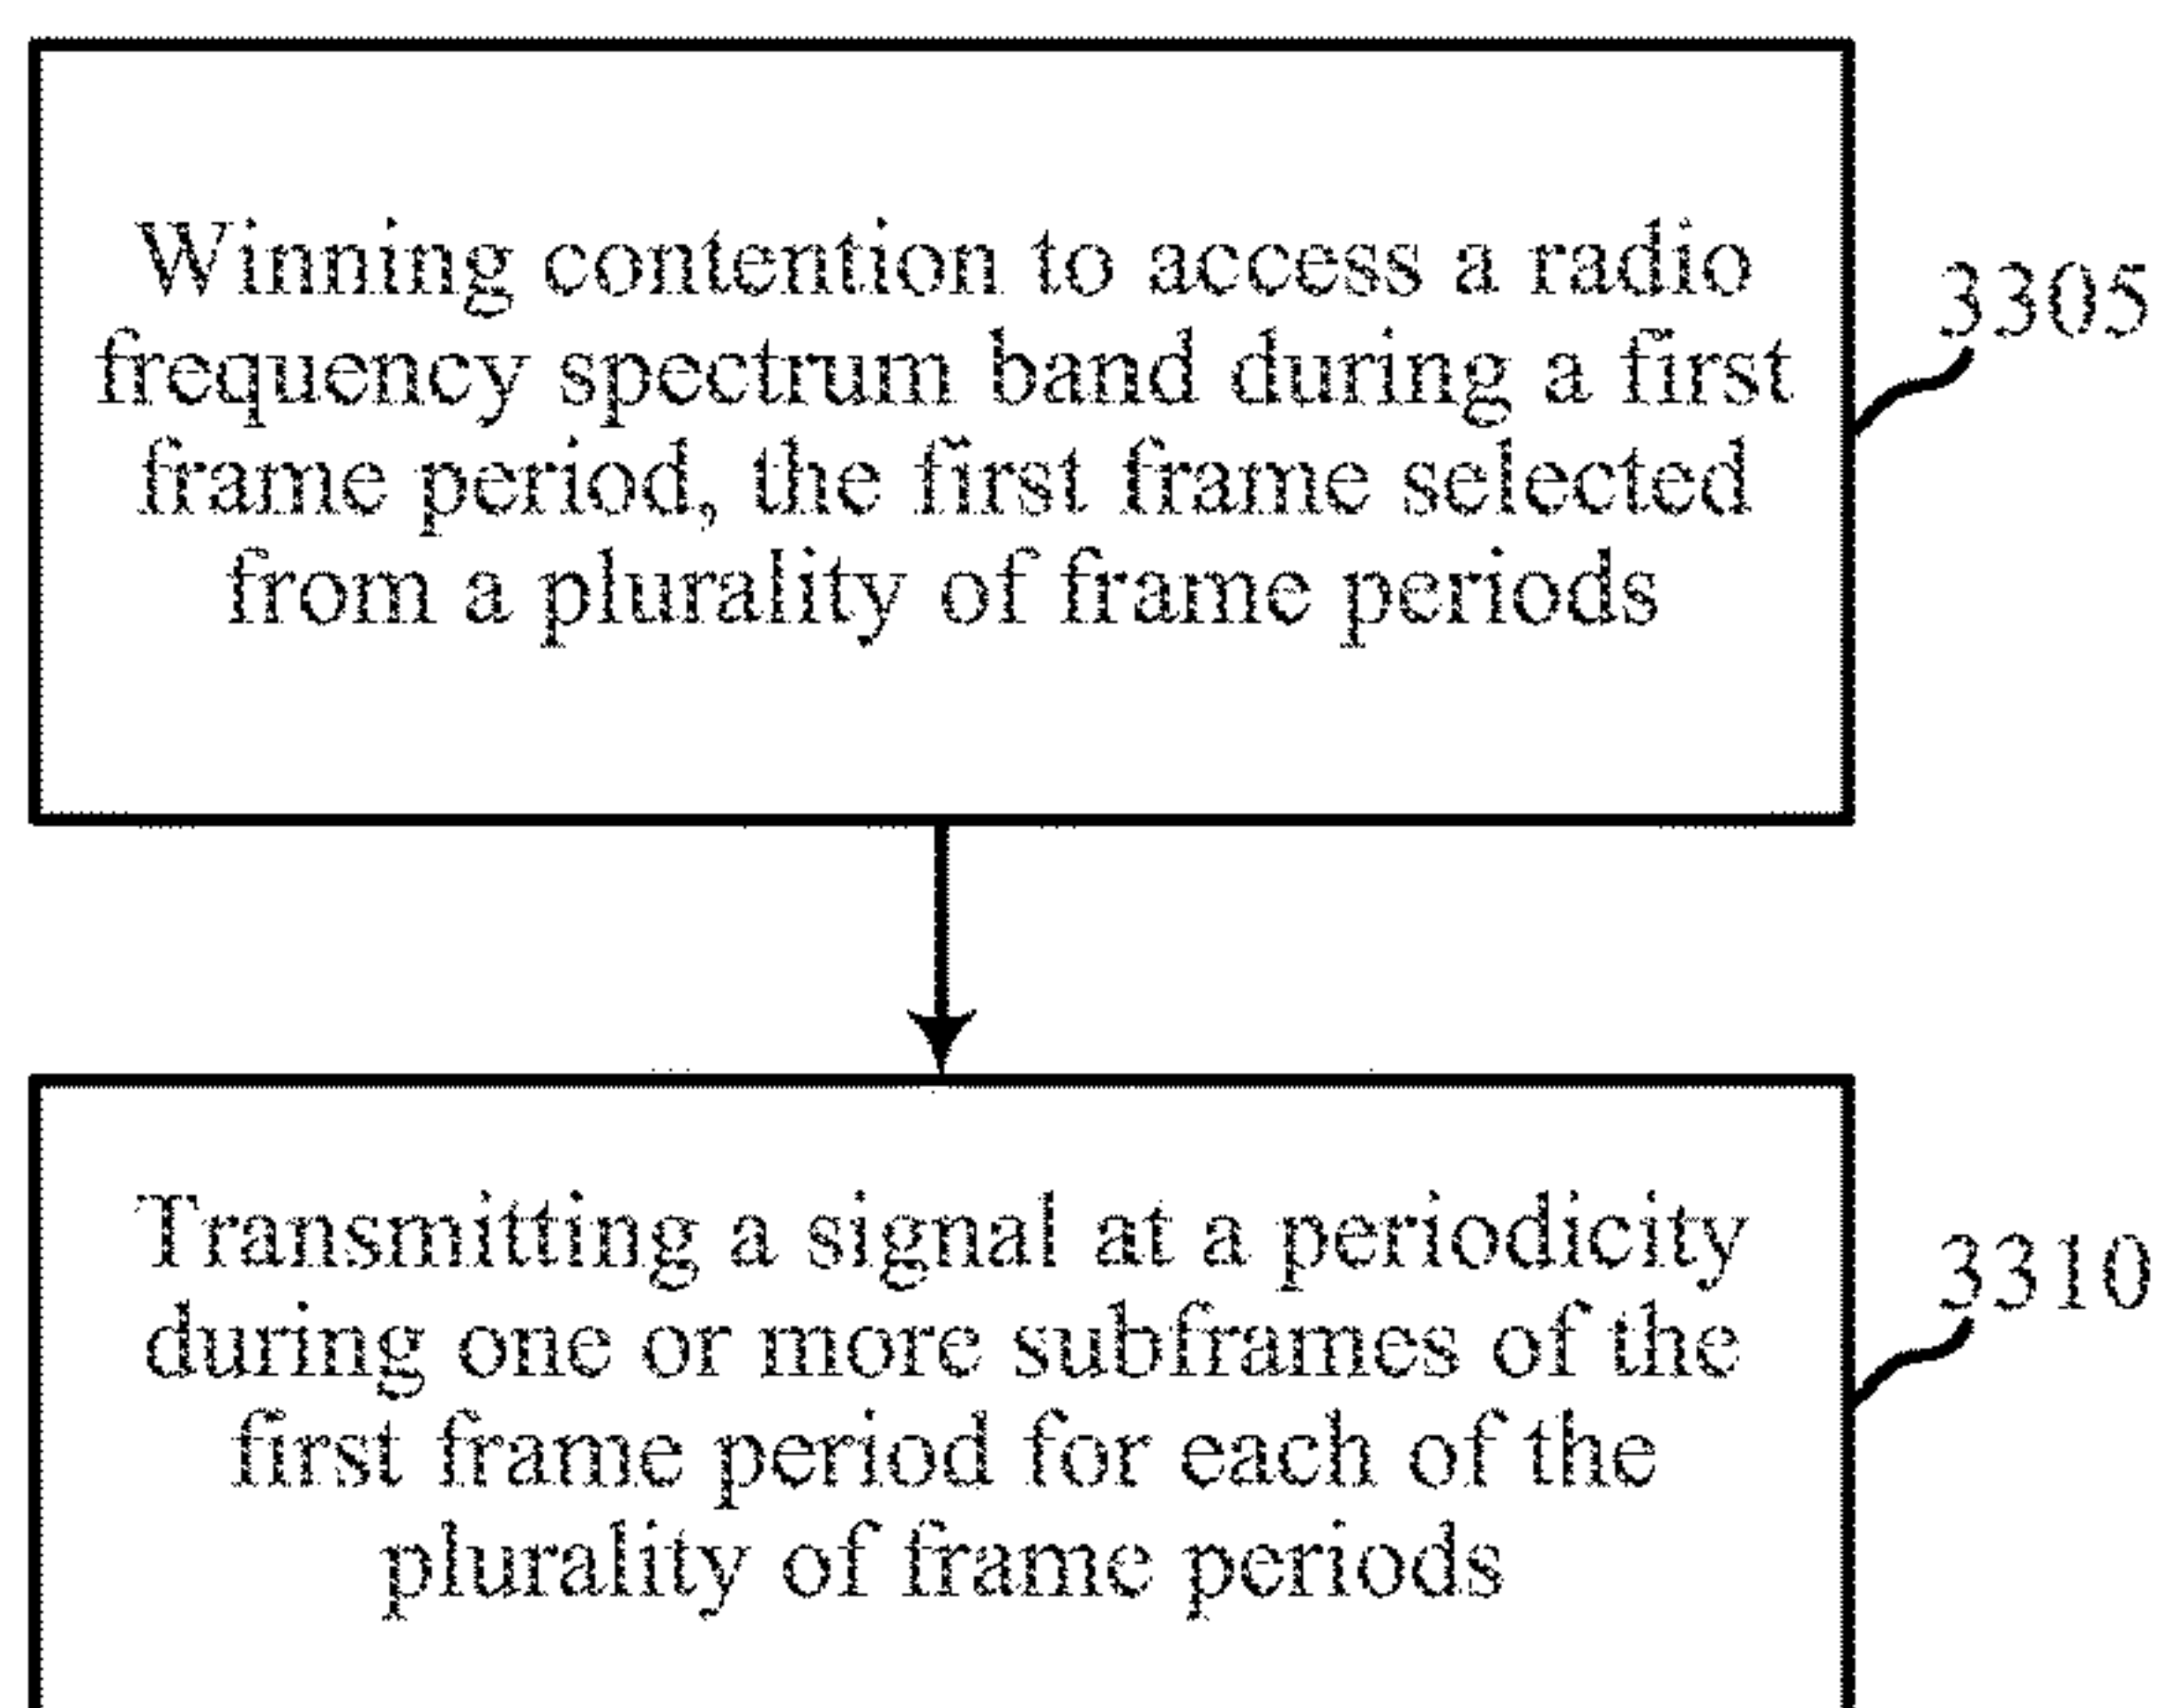 Winning contention to access a radio
frequency spectrum band during a first
frame period, the first frame selected
from a plurality of frame periods
3305
Transmitting a signal at a periodicity
during one or more subframes of the
first frame period for each of the
plurality of frame periods
3310